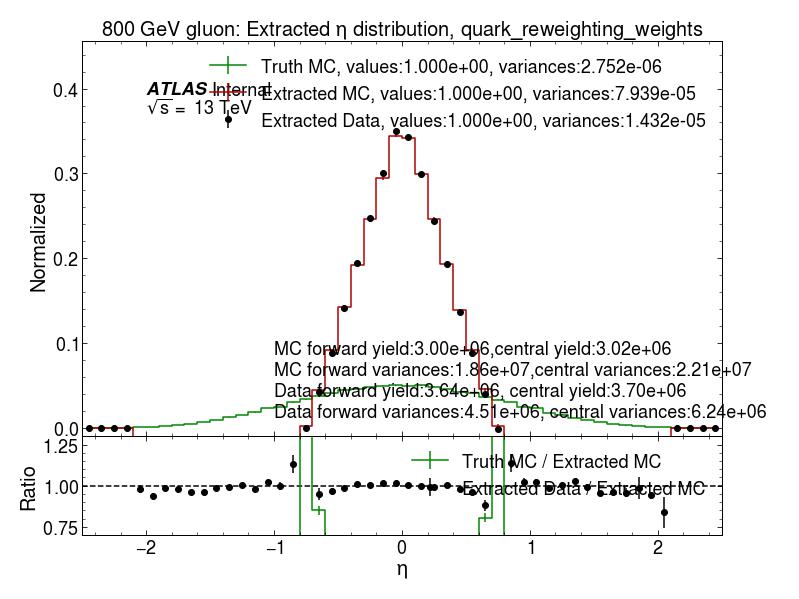 800 GeV gluon: Extracted η distribution, quark_reweighting_weights
Truth MC, values:1.000e+00, variances:2.752e-06
ATLAS Internal
Extracted MC, values:1.000e+00, variances:7.939e-05
√s = 13 TeV
Extracted Data, values:1.000e+00, variances:1.432e-05
0.4
0.3
0.2
0.1
0.0
Normalized
MC forward yield:3.00e+06,central yield:3.02e+06
MC forward variances:1.86e+07,central variances:2.21e+07
Data forward yield:3.64e+06, central yield:3.70e+06
Data forward variances:4.51e+06, central variances:6.24e+06
1.25
1.00
0.75
Ratio
Truth MC / Extracted MC
Extracted Data / Extracted MC
−2 −1 0 1 2
η